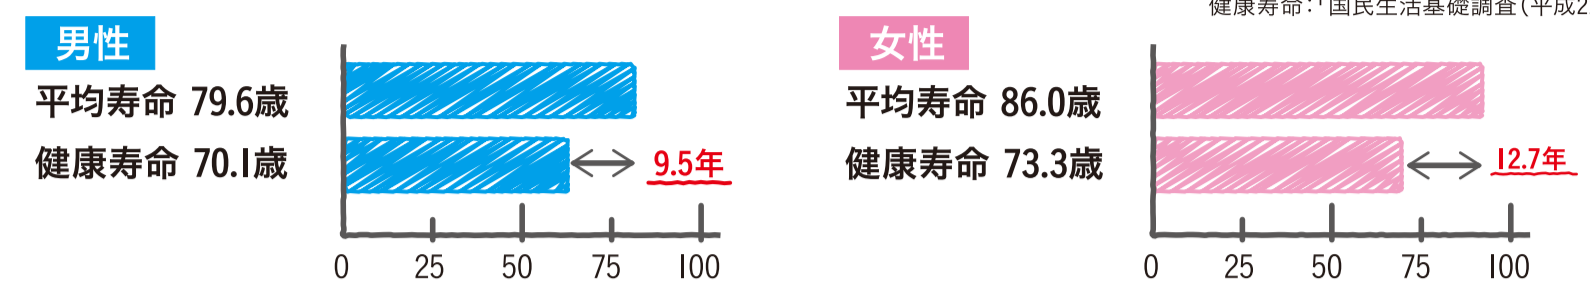 健康寿命:「国民生活基礎調査(平成2
男性
平均寿命 79.6歳
健康寿命 70.1歳
9.5年
0 25 50 75 100
女性
平均寿命 86.0歳
健康寿命 73.3歳
12.7年
0 25 50 75 100